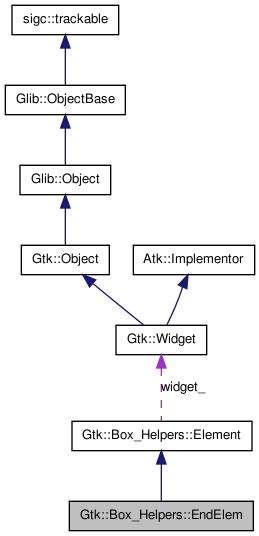 sigc::trackable
Glib::ObjectBase
Glib::Object
Gtk::Object
Atk::Implementor
Gtk::Widget
widget_
Gtk::Box_Helpers::Element
Gtk::Box_Helpers::EndElem